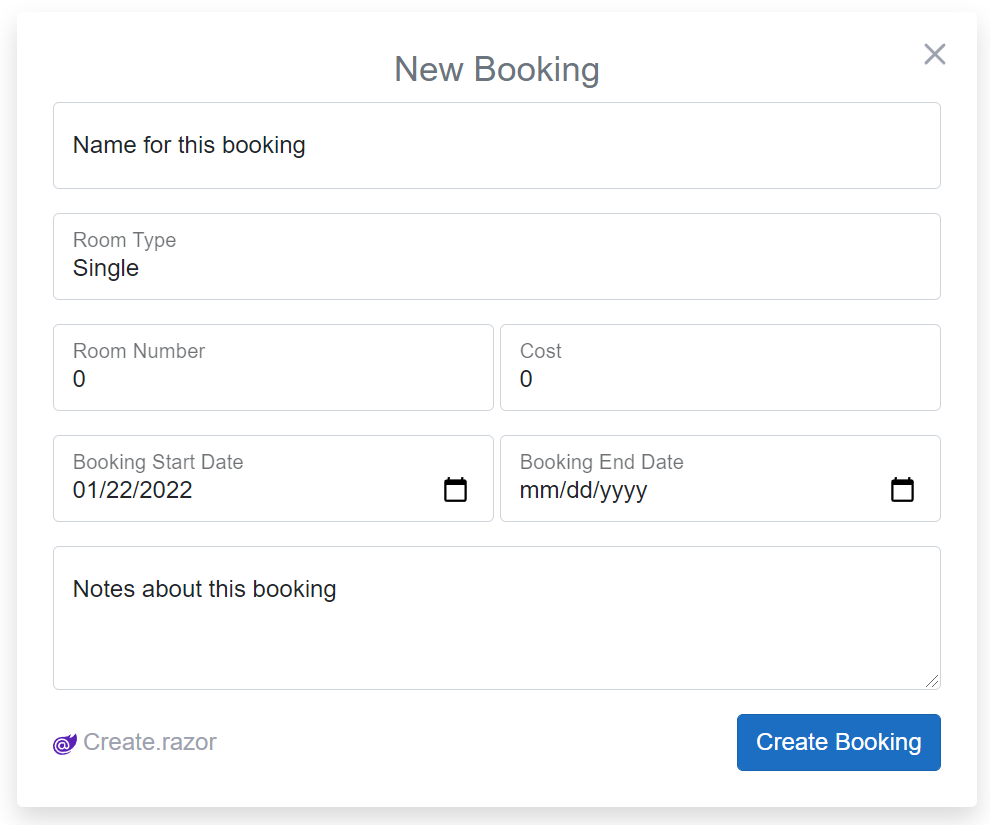 New Booking
Name for this booking
Room Type
Single
Room Number
0
Cost
0
Booking Start Date
01/22/2022
Booking End Date
mm/dd/yyyy
Notes about this booking
@ Create.razor
Create Booking